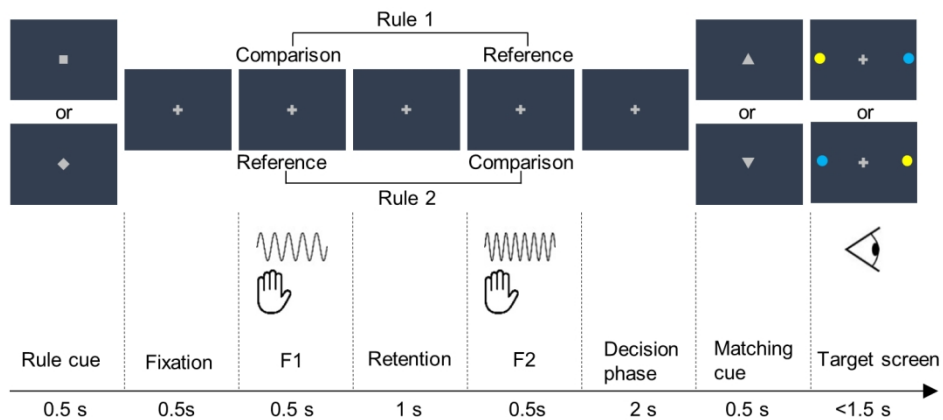 Rule 1
Comparison Reference
or or or
Reference Comparison
Rule 2
Rule cue Fixation F1 Retention F2 Decision phase Matching cue Target screen
0.5 s 0.5s 0.5 s 1 s 0.5s 2 s 0.5 s <1.5 s